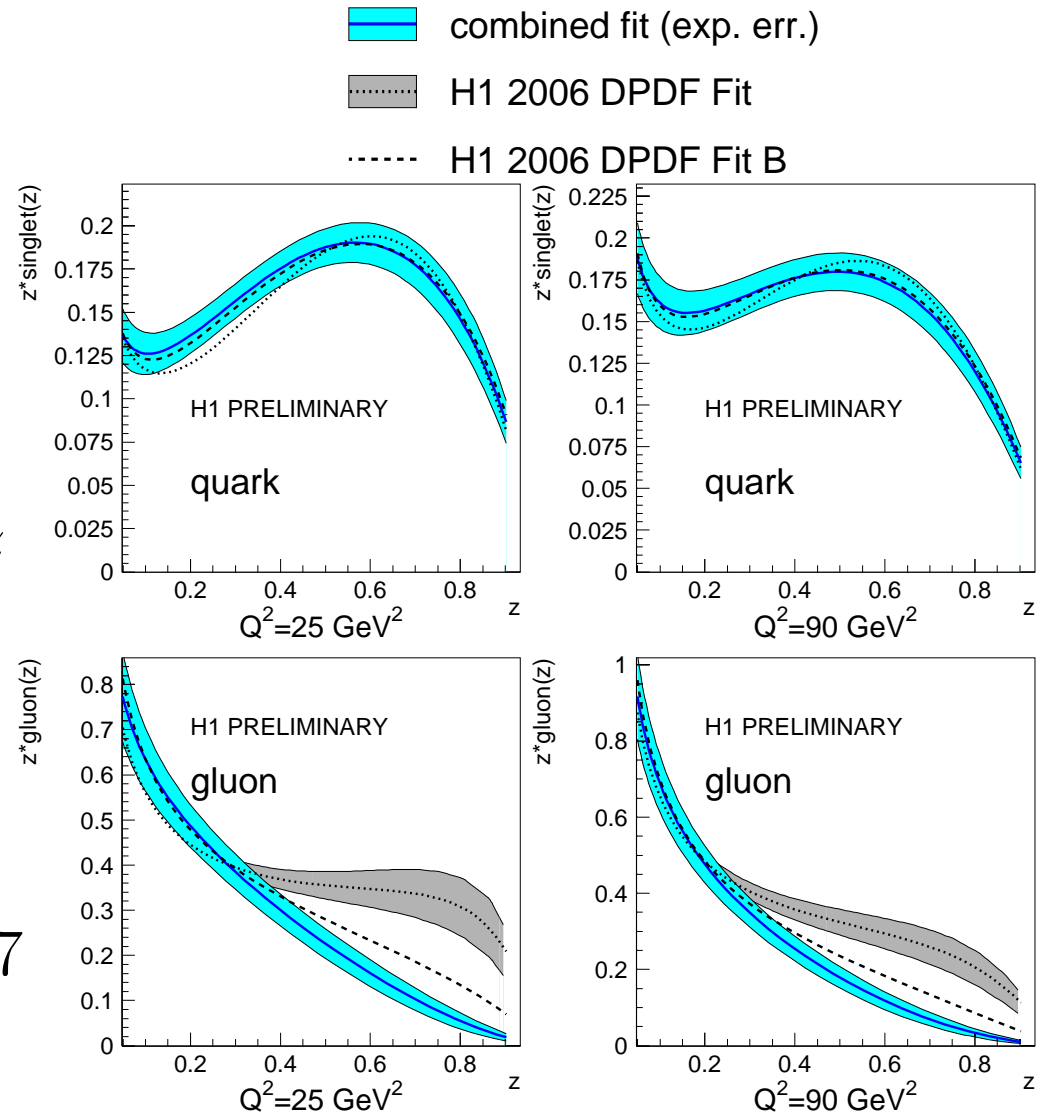 combined fit (exp. err.)
H1 2006 DPDF Fit
H1 2006 DPDF Fit B
z*singlet(z)
0.2
0.175
0.15
0.125
0.1
0.075
0.05
0.025
0
H1 PRELIMINARY
quark
0.2 0.4 0.6 0.8 z
Q²=25 GeV²
z*singlet(z)
0.225
0.2
0.175
0.15
0.125
0.1
0.075
0.05
0.025
0
H1 PRELIMINARY
quark
0.2 0.4 0.6 0.8 z
Q²=90 GeV²
z*gluon(z)
0.8
0.7
0.6
0.5
0.4
0.3
0.2
0.1
0
H1 PRELIMINARY
gluon
0.2 0.4 0.6 0.8 z
Q²=25 GeV²
z*gluon(z)
1
0.8
0.6
0.4
0.2
0
H1 PRELIMINARY
gluon
0.2 0.4 0.6 0.8 z
Q²=90 GeV²
7